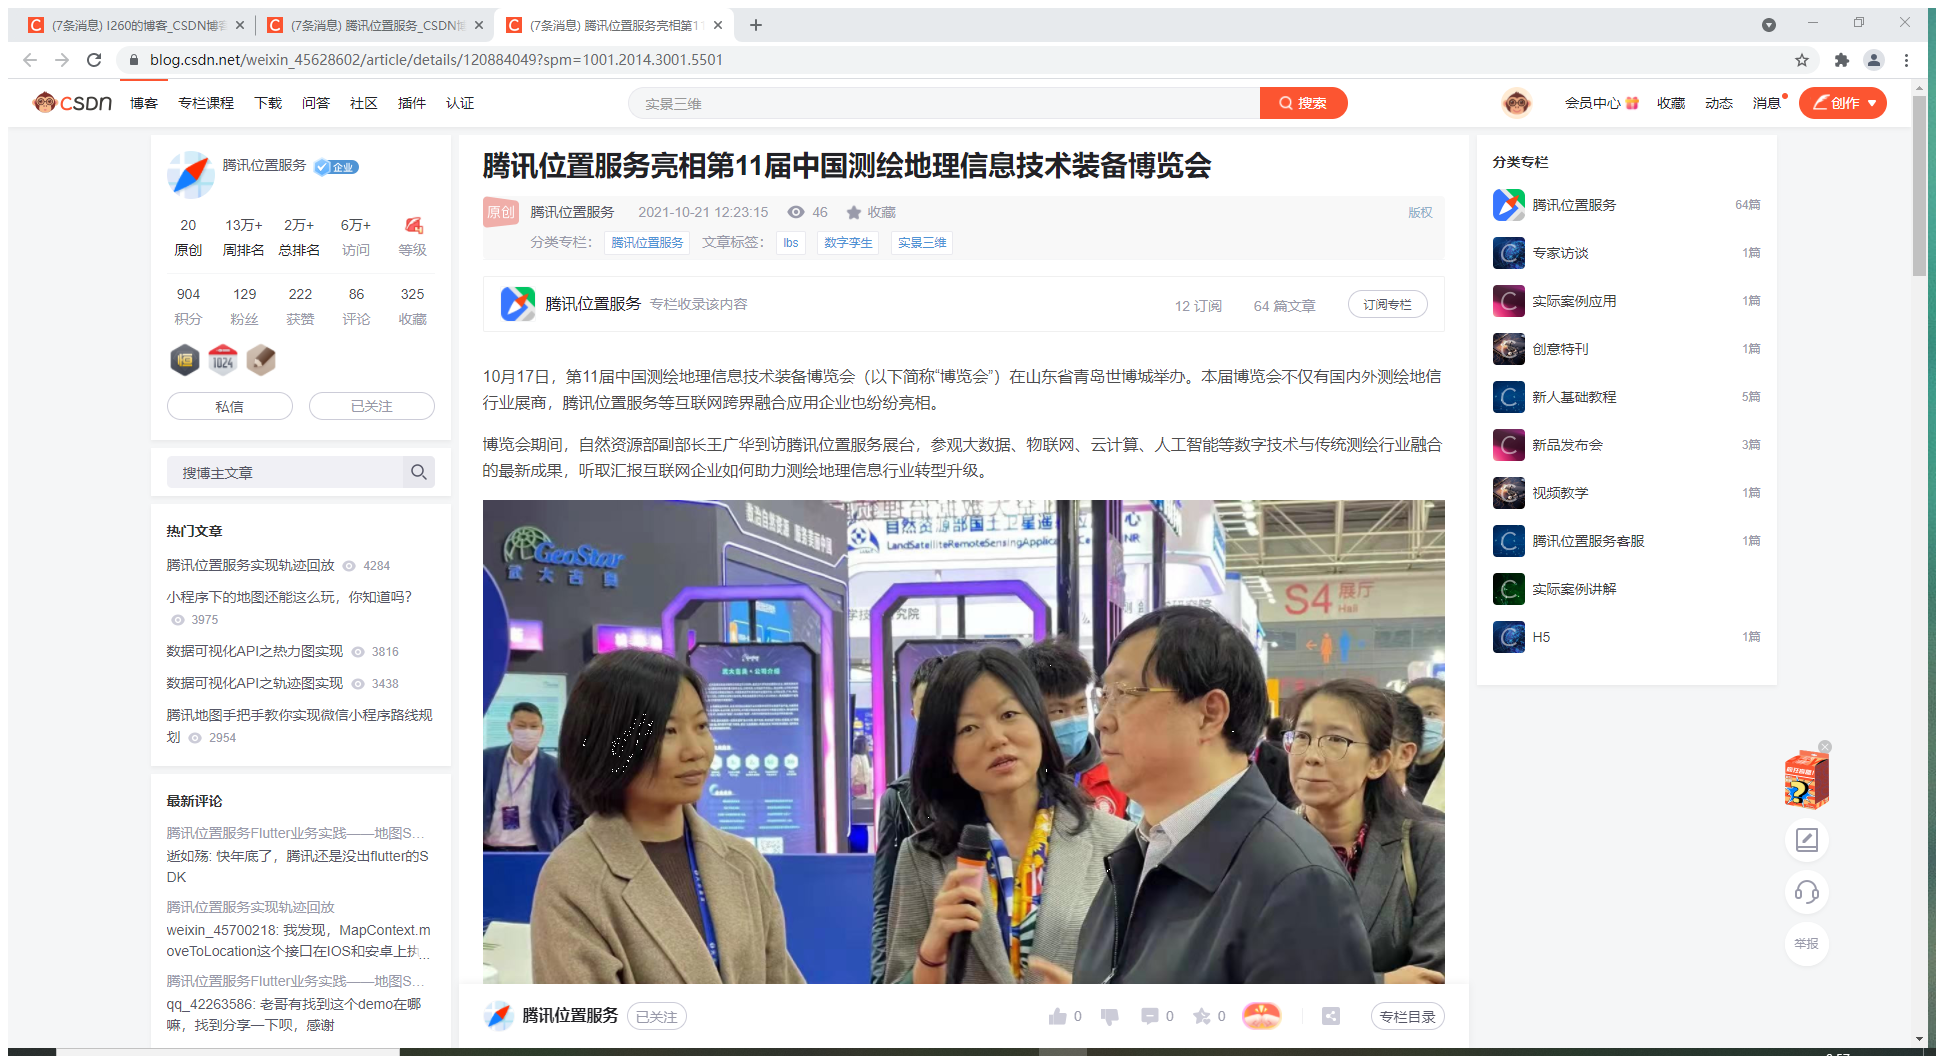 (7条消息) l260的博客_CSDN博客
(7条消息) 腾讯位置服务_CSDN博
(7条消息) 腾讯位置服务亮相第11
blog.csdn.net/weixin_45628602/article/details/120884049?spm=1001.2014.3001.5501
CSDN 博客 专栏课程 下载 问答 社区 插件 认证 实景三维 搜索 会员中心 收藏 动态 消息 创作
腾讯位置服务 企业
20 13万+ 2万+ 6万+
原创 周排名 总排名 访问 等级
904 129 222 86 325
积分 粉丝 获赞 评论 收藏
恒 1024
私信 已关注
搜博主文章
热门文章
腾讯位置服务实现轨迹回放 4284
小程序下的地图还能这么玩，你知道吗？
3975
数据可视化API之热力图实现 3816
数据可视化API之轨迹图实现 3438
腾讯地图手把手教你实现微信小程序路线规
划 2954
最新评论
腾讯位置服务Flutter业务实践——地图S...
逝如殇: 快年底了，腾讯还是没出flutter的S
DK
腾讯位置服务实现轨迹回放
weixin_45700218: 我发现，MapContext.m
oveToLocation这个接口在IOS和安卓上执...
腾讯位置服务Flutter业务实践——地图S...
qq_42263586: 老哥有找到这个demo在哪
嘛，找到分享一下呗，感谢
腾讯位置服务亮相第11届中国测绘地理信息技术装备博览会
原创 腾讯位置服务 2021-10-21 12:23:15 46 收藏 版权
分类专栏： 腾讯位置服务 文章标签： lbs 数字孪生 实景三维
腾讯位置服务 专栏收录该内容 12 订阅 64 篇文章 订阅专栏
10月17日，第11届中国测绘地理信息技术装备博览会（以下简称“博览会”）在山东省青岛世博城举办。本届博览会不仅有国内外测绘地信
行业展商，腾讯位置服务等互联网跨界融合应用企业也纷纷亮相。
博览会期间，自然资源部副部长王广华到访腾讯位置服务展台，参观大数据、物联网、云计算、人工智能等数字技术与传统测绘行业融合
的最新成果，听取汇报互联网企业如何助力测绘地理信息行业转型升级。
GeoStar
武大吉奥
自然资源部国土卫星遥感应用中心
LandSatelliteRemoteSensingApplication
S4 展厅
Hall
腾讯位置服务 已关注 0 0 0 专栏目录
分类专栏
腾讯位置服务 64篇
专家访谈 1篇
实际案例应用 1篇
创意特刊 1篇
新人基础教程 5篇
新品发布会 3篇
视频教学 1篇
腾讯位置服务客服 1篇
实际案例讲解
H5 1篇
举报